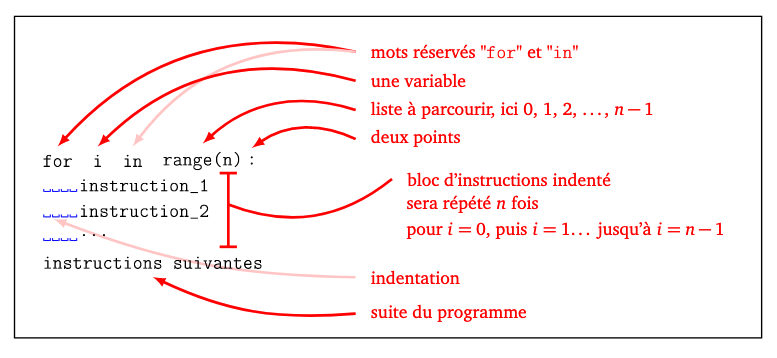 mots réservés "for" et "in"
une variable
liste à parcourir, ici 0, 1, 2, ..., n − 1
deux points
for i in range(n) :
␣␣␣␣instruction_1
␣␣␣␣instruction_2
␣␣␣␣...
instructions suivantes
bloc d'instructions indenté
sera répété n fois
pour i = 0, puis i = 1... jusqu'à i = n − 1
indentation
suite du programme